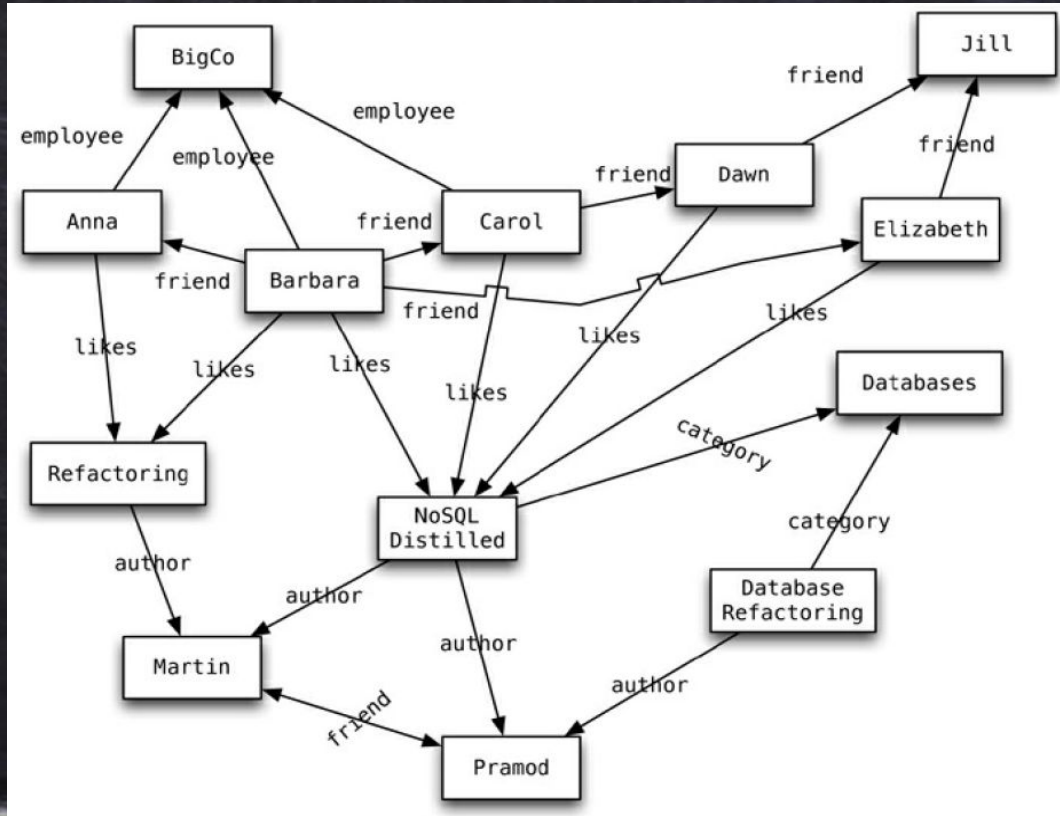 BigCo
Jill
friend
employee
employee
employee
friend
friend
Dawn
Anna
friend
Carol
Elizabeth
friend
Barbara
friend
likes
likes
likes
likes
likes
likes
Databases
category
Refactoring
NoSQL
Distilled
category
author
author
Database
Refactoring
author
Martin
author
friend
Pramod